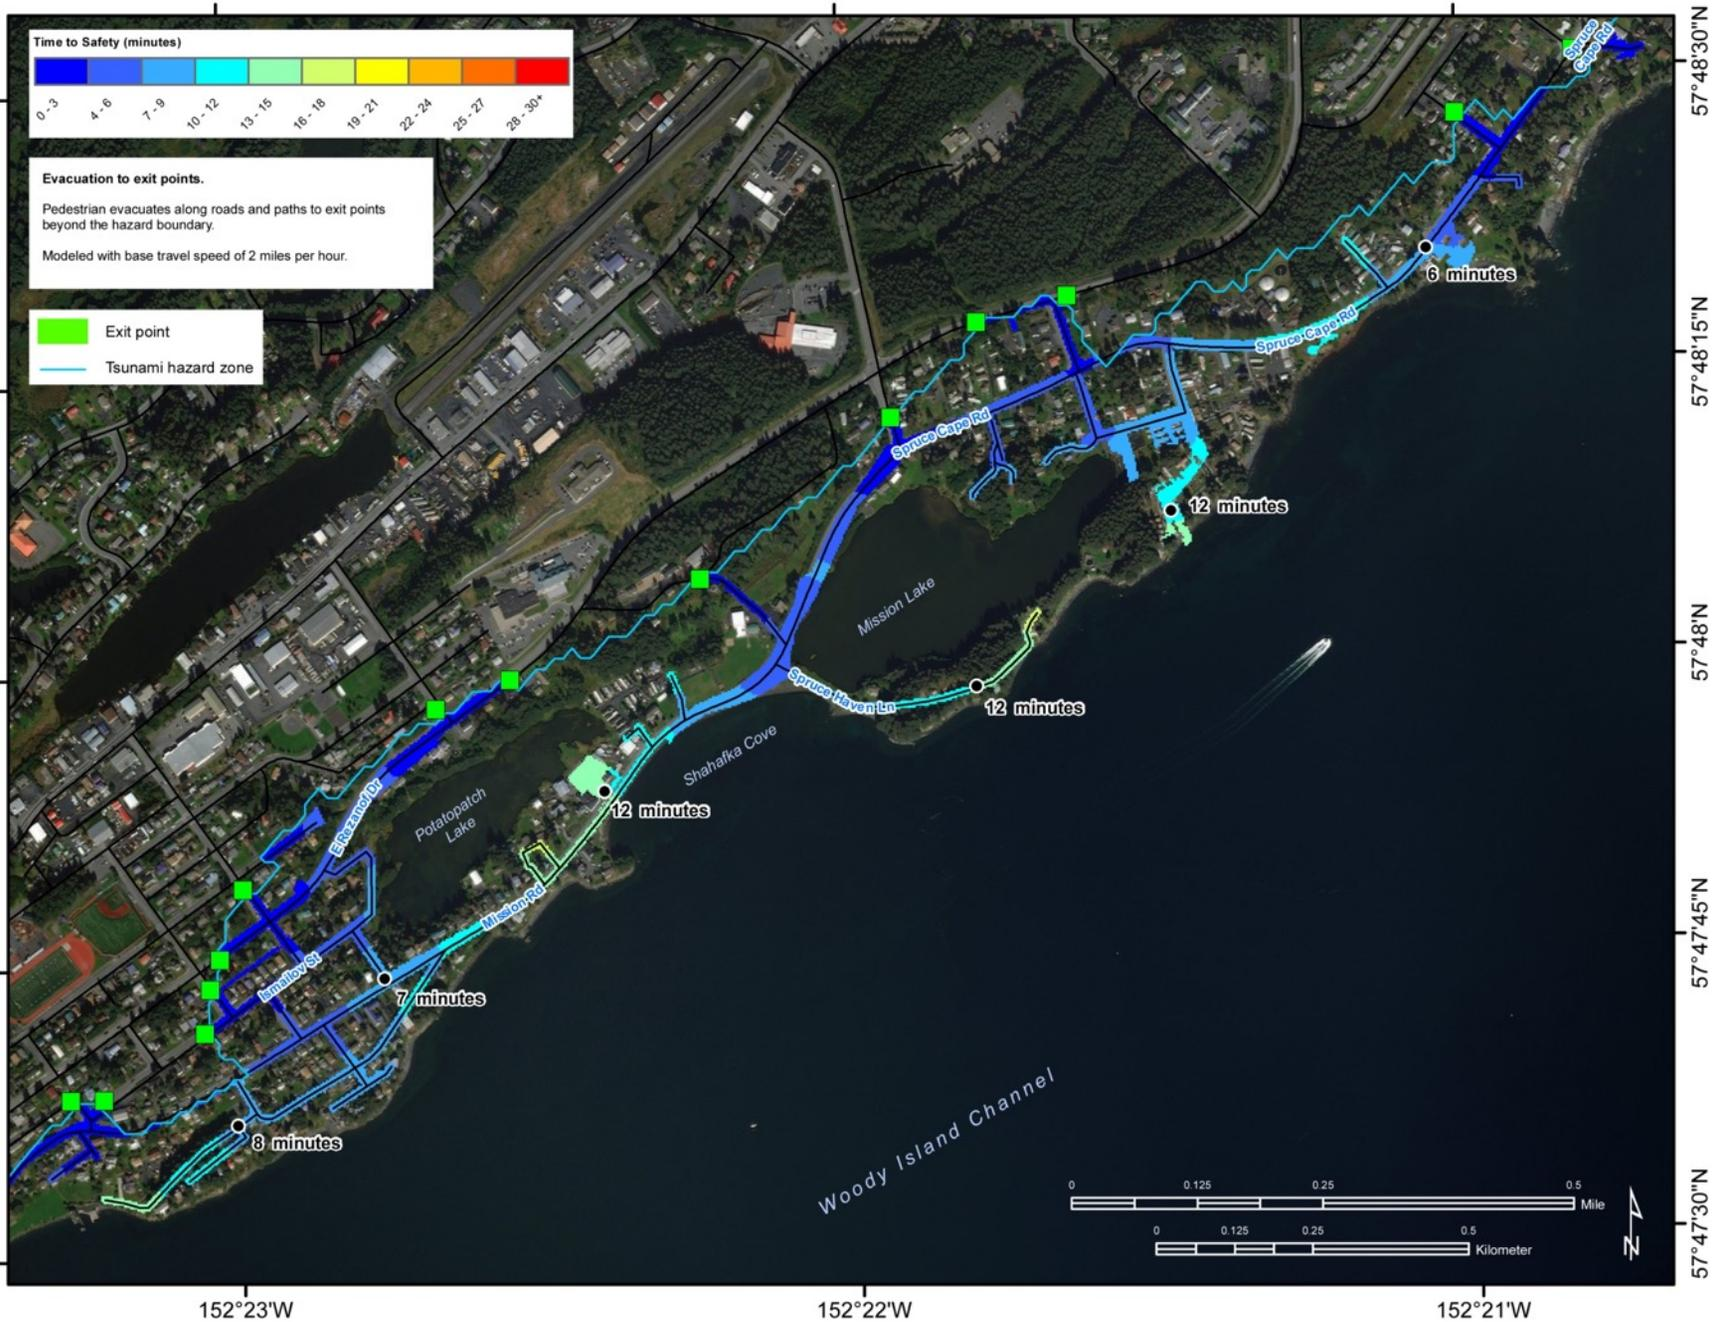 Time to Safety (minutes)
0 - 3
4 - 6
7 - 9
10 - 12
13 - 15
16 - 18
19 - 21
22 - 24
25 - 27
28 - 30+
Evacuation to exit points.
Pedestrian evacuates along roads and paths to exit points
beyond the hazard boundary.
Modeled with base travel speed of 2 miles per hour.
Exit point
Tsunami hazard zone
Spruce
Cape Rd
57°48'30"N
6 minutes
Spruce Cape Rd
57°48'15"N
Spruce Cape Rd
12 minutes
Mission Lake
57°48'N
Spruce Haven Ln
12 minutes
Shahafka Cove
E Rezanof Dr
Potatopatch
Lake
12 minutes
Mission Rd
57°47'45"N
Ismailov St
7 minutes
8 minutes
Woody Island Channel
0
0.125
0.25
0.5
Mile
0
0.125
0.25
0.5
Kilometer
N
57°47'30"N
152°23'W
152°22'W
152°21'W